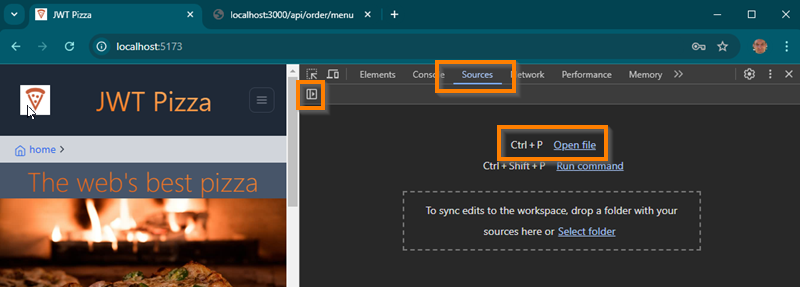 JWT Pizza
localhost:3000/api/order/menu
localhost:5173
Elements
Console
Sources
Network
Performance
Memory
JWT Pizza
home
The web's best pizza
Ctrl + P Open file
Ctrl + Shift + P Run command
To sync edits to the workspace, drop a folder with your
sources here or Select folder